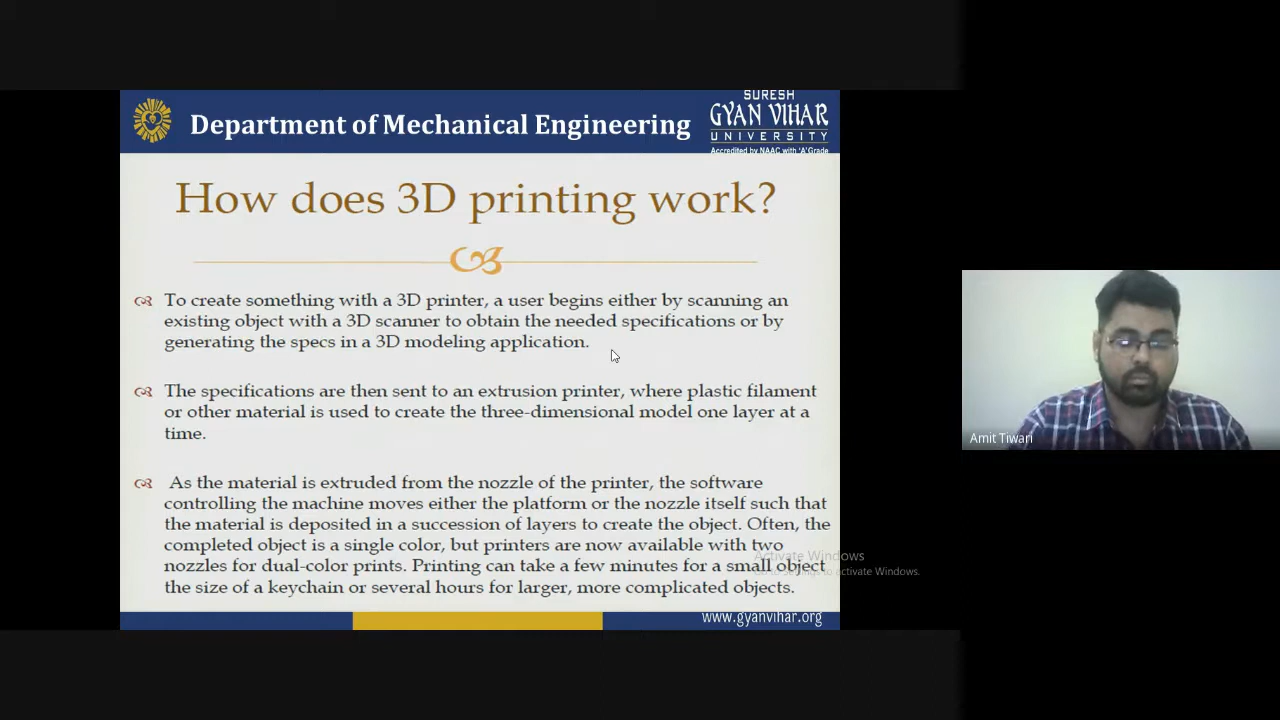 Department of Mechanical Engineering
SURESH
GYAN VIHAR
UNIVERSITY
Accredited by NAAC with 'A' Grade
How does 3D printing work?
To create something with a 3D printer, a user begins either by scanning an
existing object with a 3D scanner to obtain the needed specifications or by
generating the specs in a 3D modeling application.
The specifications are then sent to an extrusion printer, where plastic filament
or other material is used to create the three-dimensional model one layer at a
time.
As the material is extruded from the nozzle of the printer, the software
controlling the machine moves either the platform or the nozzle itself such that
the material is deposited in a succession of layers to create the object. Often, the
completed object is a single color, but printers are now available with two
nozzles for dual-color prints. Printing can take a few minutes for a small object
the size of a keychain or several hours for larger, more complicated objects.
Activate Windows
Go to Settings to activate Windows.
www.gyanvihar.org
Amit Tiwari